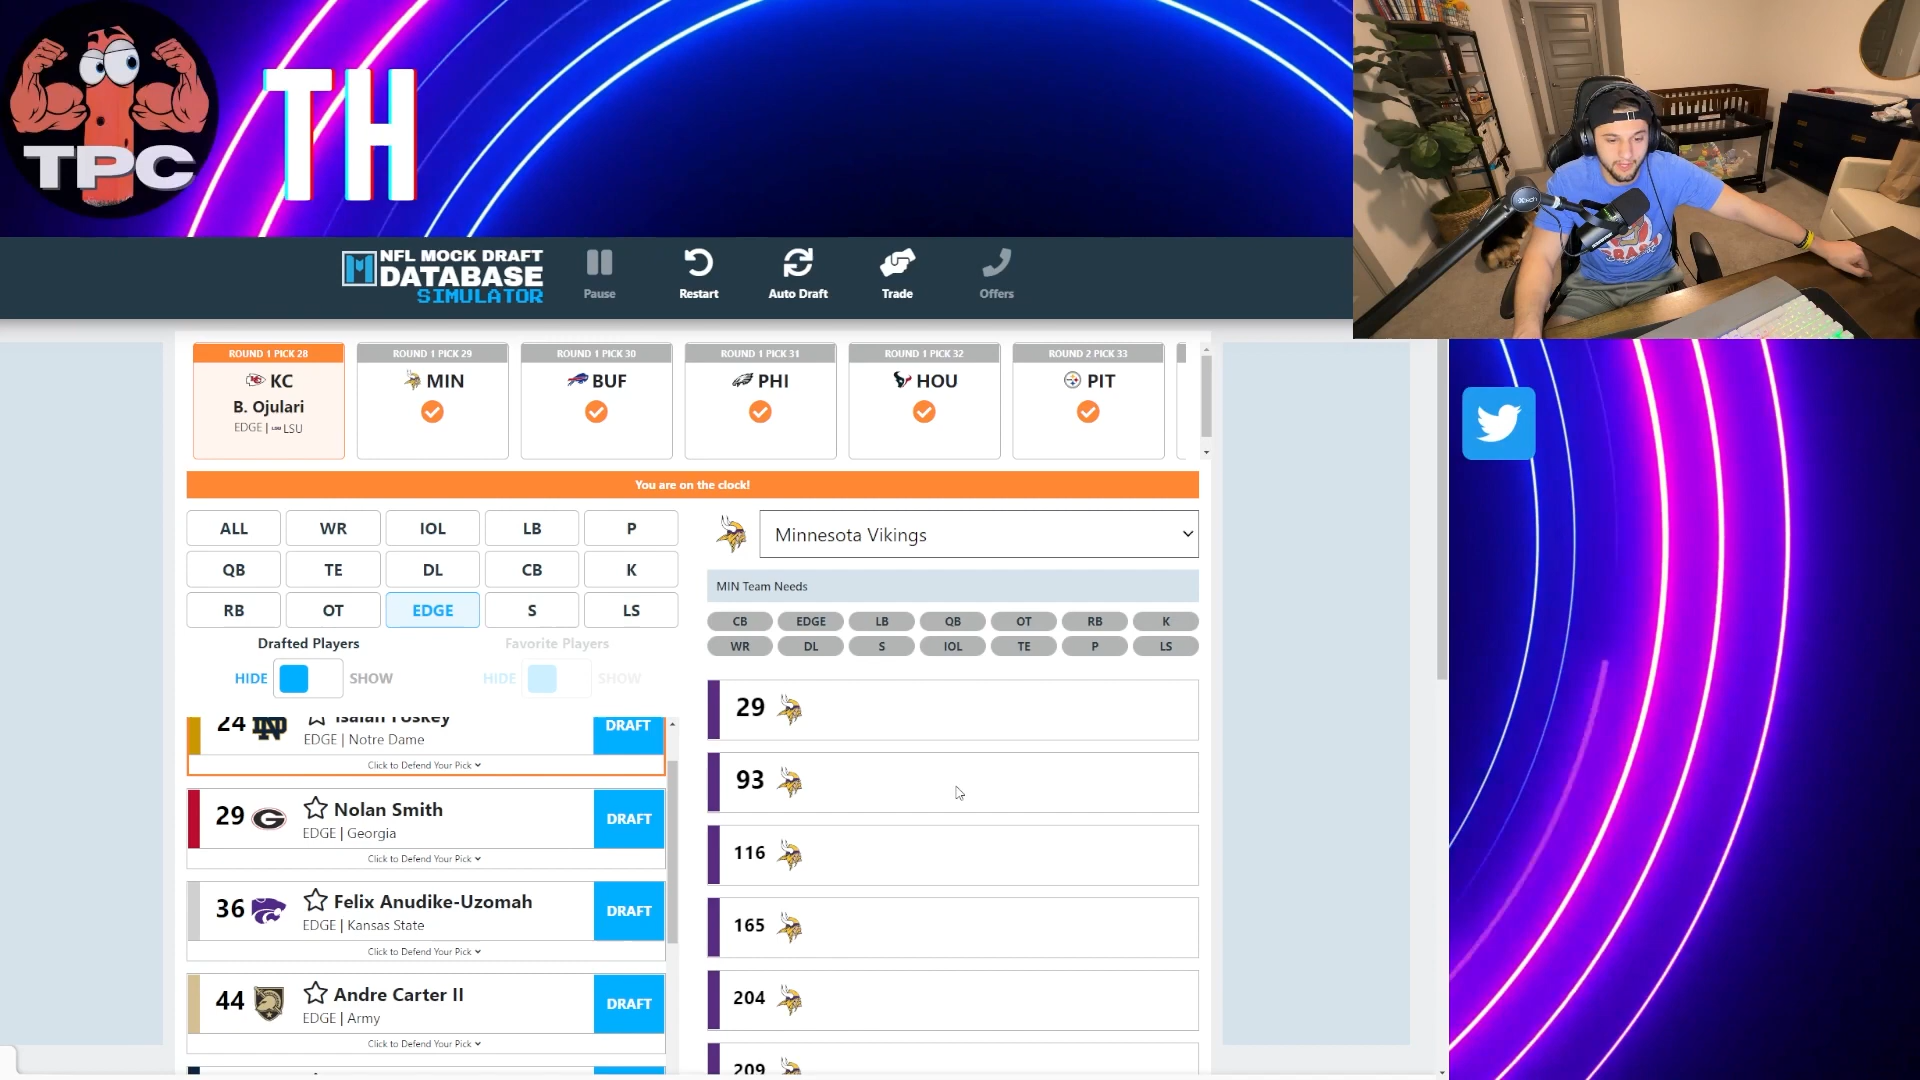 TPC
TH
NFL MOCK DRAFT
DATABASE
SIMULATOR
Pause
Restart
Auto Draft
Trade
Offers
ROUND 1 PICK 28
KC
B. Ojulari
EDGE | LSU
ROUND 1 PICK 29
MIN
ROUND 1 PICK 30
BUF
ROUND 1 PICK 31
PHI
ROUND 1 PICK 32
HOU
ROUND 2 PICK 33
PIT
You are on the clock!
ALL WR IOL LB P
QB TE DL CB K
RB OT EDGE S LS
Drafted Players
HIDE SHOW
Favorite Players
HIDE SHOW
24 Isaiah Foskey
EDGE | Notre Dame
DRAFT
Click to Defend Your Pick
29 Nolan Smith
EDGE | Georgia
DRAFT
Click to Defend Your Pick
36 Felix Anudike-Uzomah
EDGE | Kansas State
DRAFT
Click to Defend Your Pick
44 Andre Carter II
EDGE | Army
DRAFT
Click to Defend Your Pick
Minnesota Vikings
MIN Team Needs
CB EDGE LB QB OT RB K
WR DL S IOL TE P LS
29
93
116
165
204
209